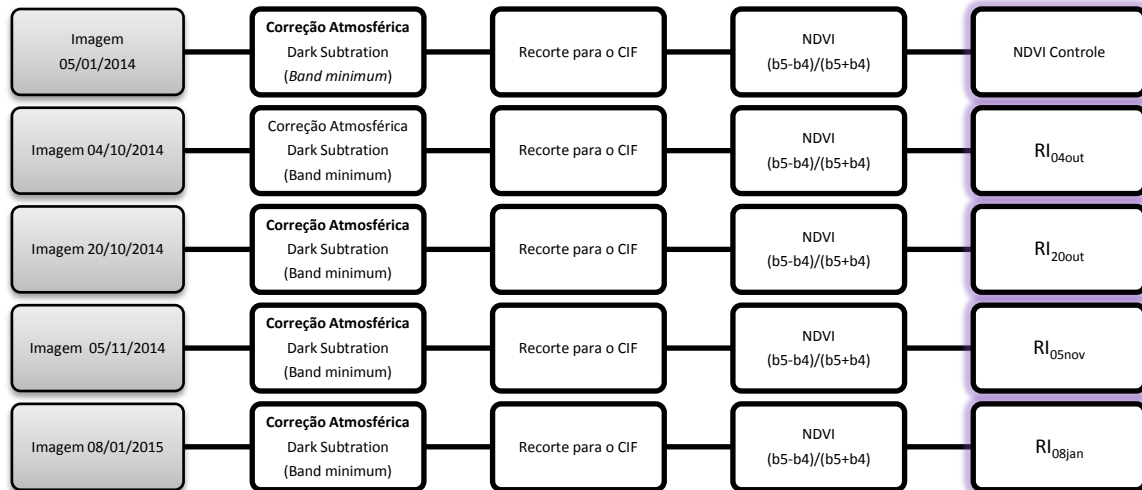 Imagem
05/01/2014
Correção Atmosférica
Dark Subtration
(Band minimum)
Recorte para o CIF
NDVI
(b5-b4)/(b5+b4)
NDVI Controle
Imagem 04/10/2014
Correção Atmosférica
Dark Subtration
(Band minimum)
Recorte para o CIF
NDVI
(b5-b4)/(b5+b4)
RI04out
Imagem 20/10/2014
Correção Atmosférica
Dark Subtration
(Band minimum)
Recorte para o CIF
NDVI
(b5-b4)/(b5+b4)
RI20out
Imagem 05/11/2014
Correção Atmosférica
Dark Subtration
(Band minimum)
Recorte para o CIF
NDVI
(b5-b4)/(b5+b4)
RI05nov
Imagem 08/01/2015
Correção Atmosférica
Dark Subtration
(Band minimum)
Recorte para o CIF
NDVI
(b5-b4)/(b5+b4)
RI08jan